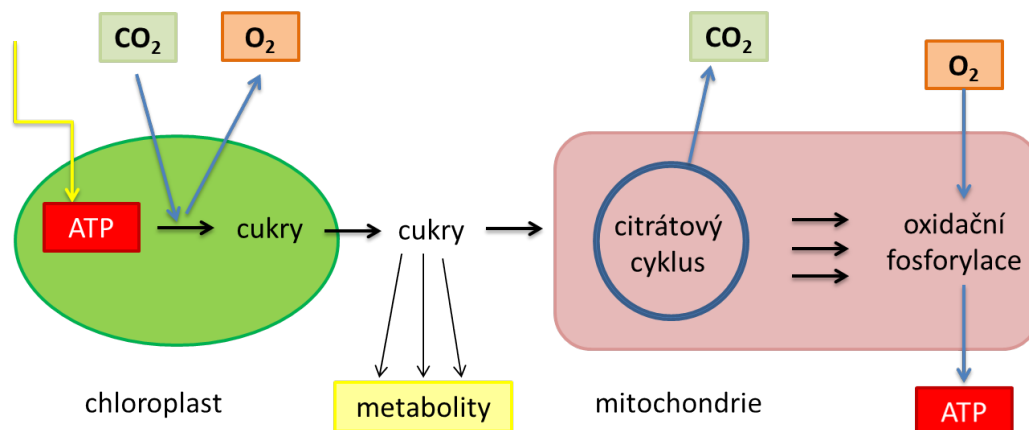 CO₂
O₂
CO₂
O₂
ATP
cukry
cukry
citrátový
cyklus
oxidační
fosforylace
chloroplast
metabolity
mitochondrie
ATP